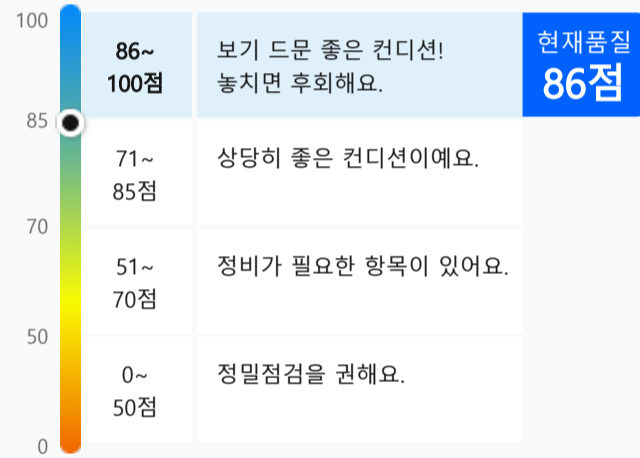 100
86~
100점
보기 드문 좋은 컨디션!
놓치면 후회해요.
현재품질
86점
85
71~
85점
상당히 좋은 컨디션이예요.
70
51~
70점
정비가 필요한 항목이 있어요.
50
0~
50점
정밀점검을 권해요.
0